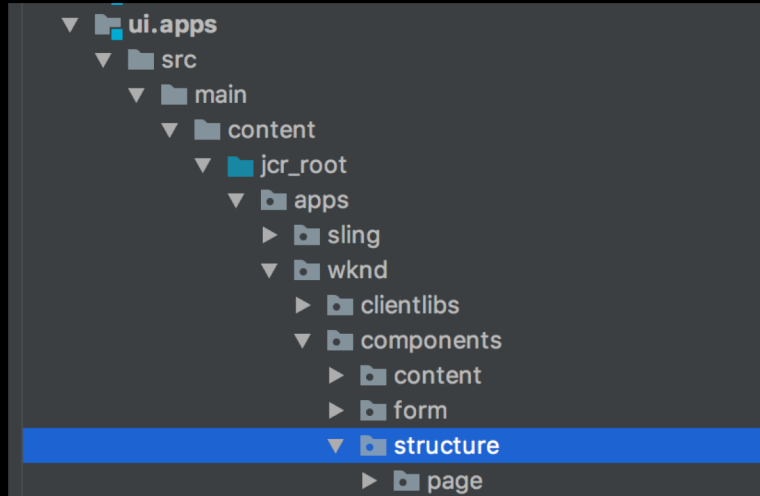 ui.apps
src
main
content
jcr_root
apps
sling
wknd
clientlibs
components
content
form
structure
page